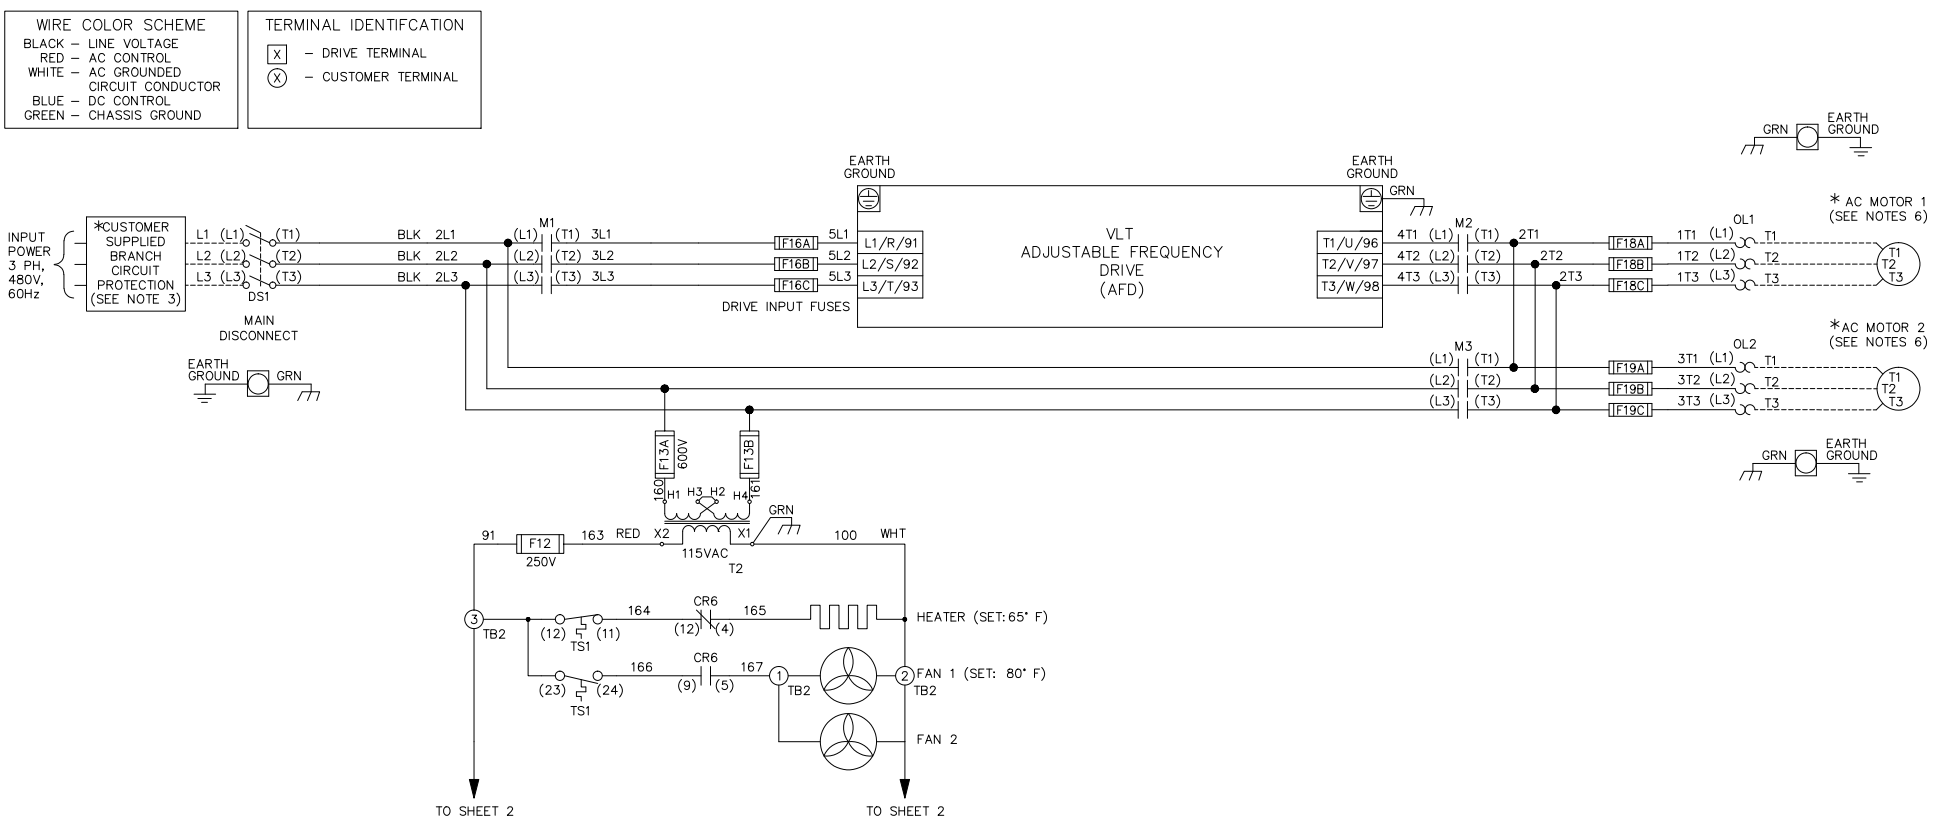 WIRE COLOR SCHEME
BLACK – LINE VOLTAGE
RED – AC CONTROL
WHITE – AC GROUNDED
CIRCUIT CONDUCTOR
BLUE – DC CONTROL
GREEN – CHASSIS GROUND
TERMINAL IDENTIFCATION
X – DRIVE TERMINAL
X – CUSTOMER TERMINAL
INPUT
POWER
3 PH,
480V,
60Hz
*CUSTOMER
SUPPLIED
BRANCH
CIRCUIT
PROTECTION
(SEE NOTE 3)
L1 (L1) (T1) BLK 2L1 (L1) M1 (T1) 3L1 F16A 5L1 L1/R/91
L2 (L2) (T2) BLK 2L2 (L2) (T2) 3L2 F16B 5L2 L2/S/92
L3 (L3) (T3) BLK 2L3 (L3) (T3) 3L3 F16C 5L3 L3/T/93
DS1
MAIN
DISCONNECT
DRIVE INPUT FUSES
EARTH
GROUND
GRN
EARTH
GROUND
VLT
ADJUSTABLE FREQUENCY
DRIVE
(AFD)
EARTH
GROUND
GRN
T1/U/96 4T1 (L1) M2 (T1) 2T1 F18A 1T1 (L1) OL1 T1
T2/V/97 4T2 (L2) (T2) 2T2 F18B 1T2 (L2) T2
T3/W/98 4T3 (L3) (T3) 2T3 F18C 1T3 (L3) T3
GRN
EARTH
GROUND
* AC MOTOR 1
(SEE NOTES 6)
T1
T2
T3
*AC MOTOR 2
(SEE NOTES 6)
(L1) M3 (T1) F19A 3T1 (L1) OL2 T1
(L2) (T2) F19B 3T2 (L2) T2
(L3) (T3) F19C 3T3 (L3) T3
T1
T2
T3
GRN
EARTH
GROUND
F13A
600V
F13B
160
161
H1 H3 H2 H4
GRN
91 F12 163 RED X2 X1 100 WHT
250V
115VAC
T2
3
TB2
(12) (11)
TS1
164
CR6
(12) (4)
165
HEATER (SET:65° F)
(23) (24)
TS1
166
CR6
(9) (5)
167
1
TB2
2
TB2
FAN 1 (SET: 80° F)
FAN 2
TO SHEET 2
TO SHEET 2